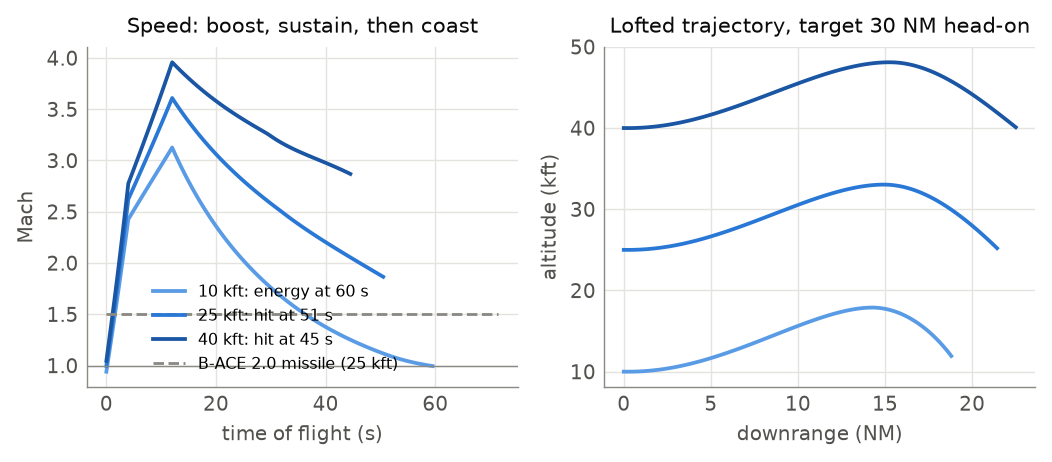 Speed: boost, sustain, then coast
4.0
3.5
3.0
2.5
2.0
1.5
1.0
Mach
10 kft: energy at 60 s
25 kft: hit at 51 s
40 kft: hit at 45 s
B-ACE 2.0 missile (25 kft)
0
20
40
60
time of flight (s)
Lofted trajectory, target 30 NM head-on
50
40
30
20
10
altitude (kft)
0
5
10
15
20
downrange (NM)